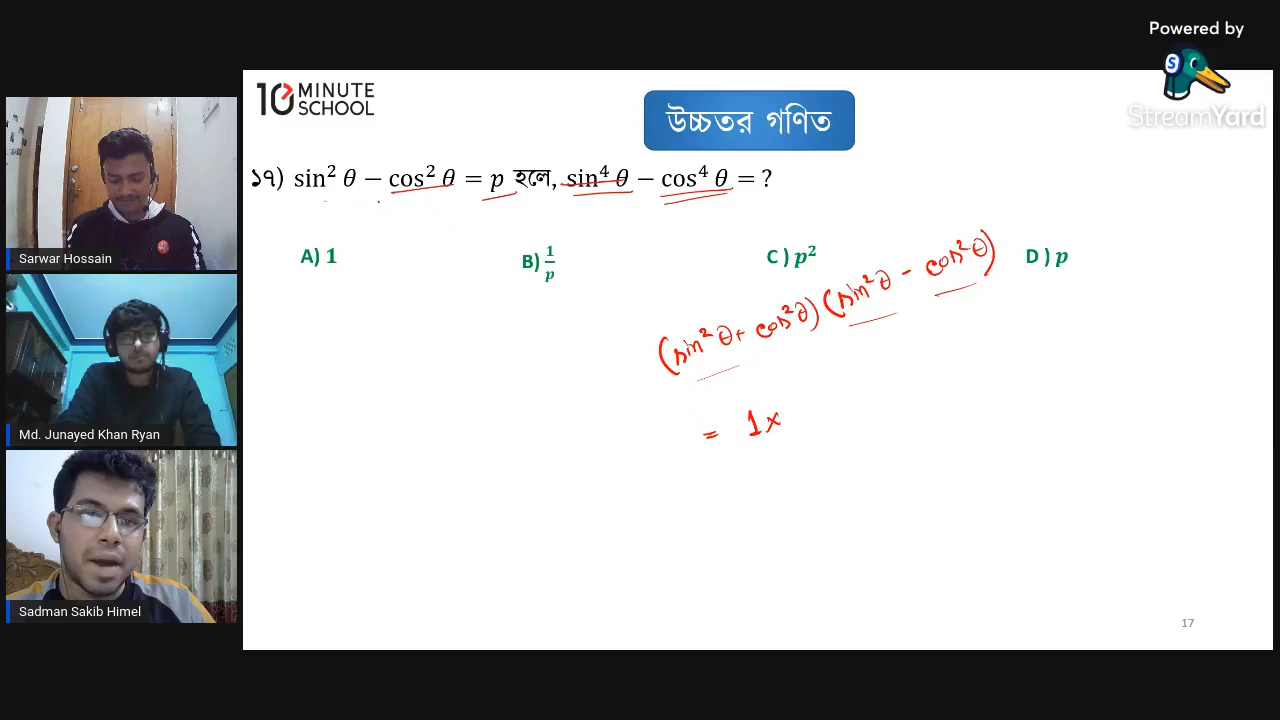 Powered by
StreamYard
10 MINUTE
SCHOOL
উচ্চতর গণিত
১৭) sin² θ − cos² θ = p হলে, sin⁴ θ − cos⁴ θ = ?
A) 1
B) 1/p
C ) p²
D ) p
(sin²θ + cos²θ) (sin²θ − cos²θ)
= 1×
Sarwar Hossain
Md. Junayed Khan Ryan
Sadman Sakib Himel
17